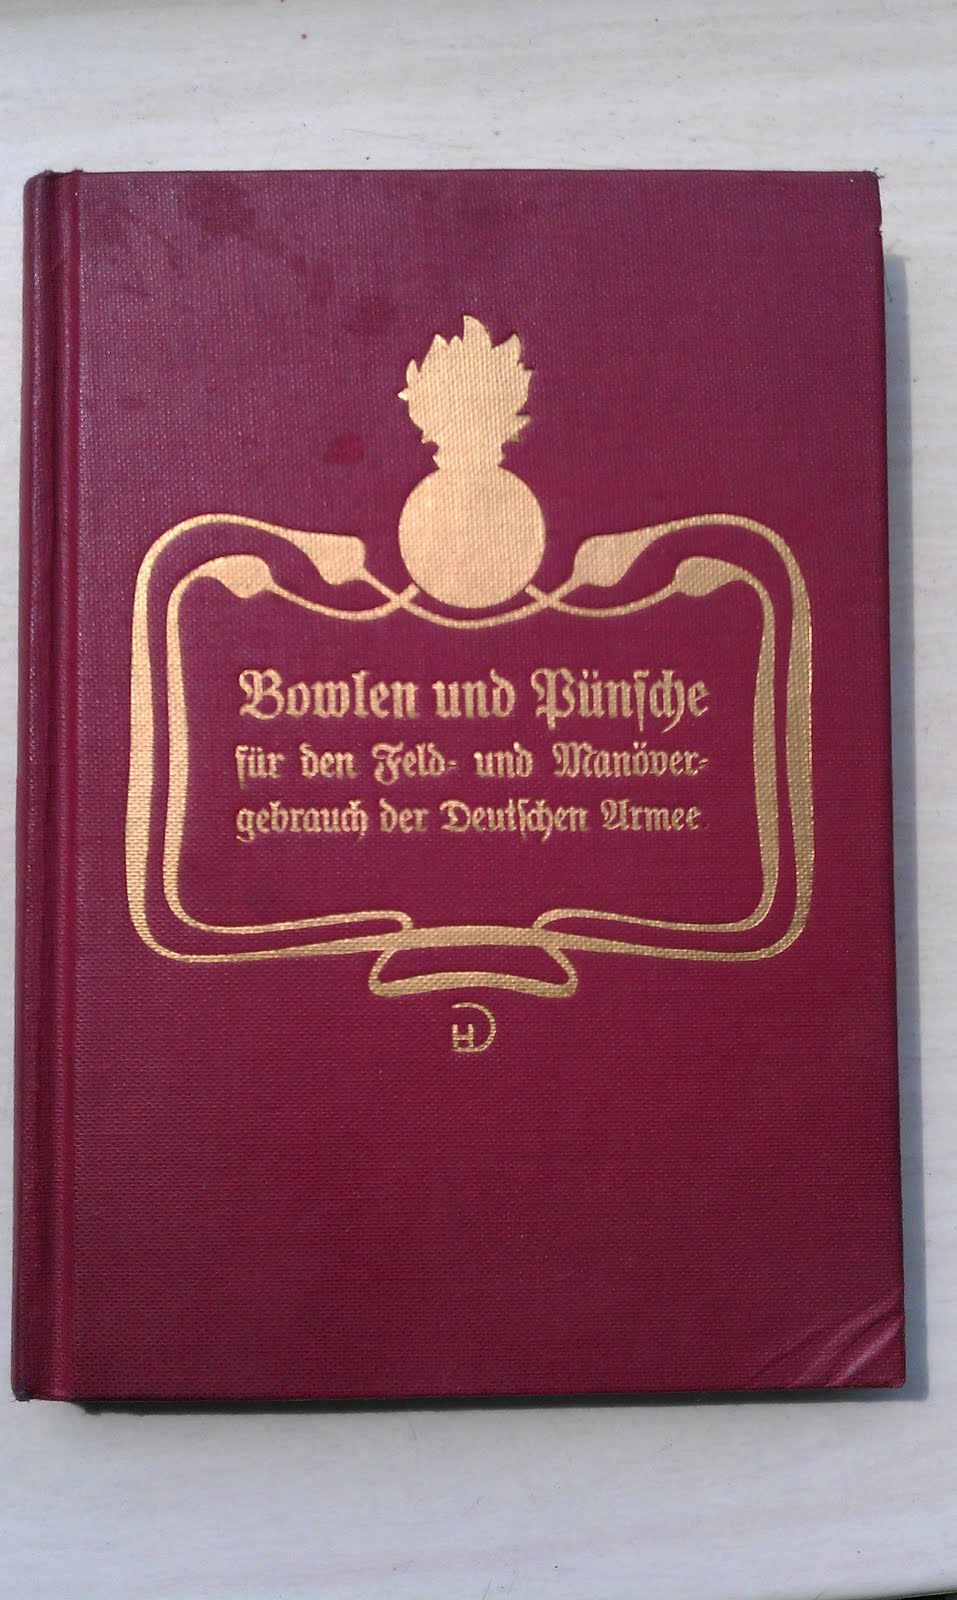 Bowlen und Pünsche
für den Feld- und Manöver-
gebrauch der Deutschen Armee.
HD